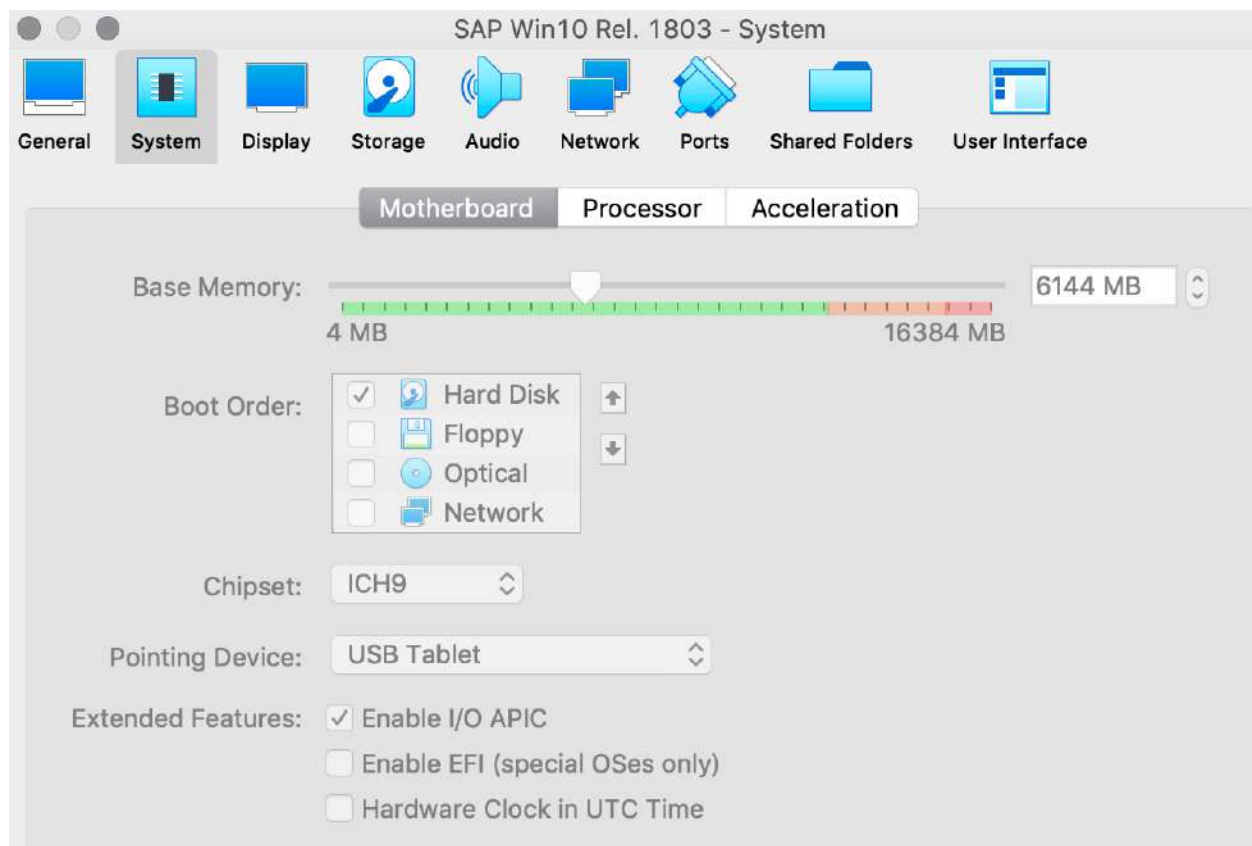 SAP Win10 Rel. 1803 - System
General System Display Storage Audio Network Ports Shared Folders User Interface
Motherboard Processor Acceleration
Base Memory: 6144 MB
4 MB 16384 MB
Boot Order: Hard Disk
Floppy
Optical
Network
Chipset: ICH9
Pointing Device: USB Tablet
Extended Features: Enable I/O APIC
Enable EFI (special OSes only)
Hardware Clock in UTC Time